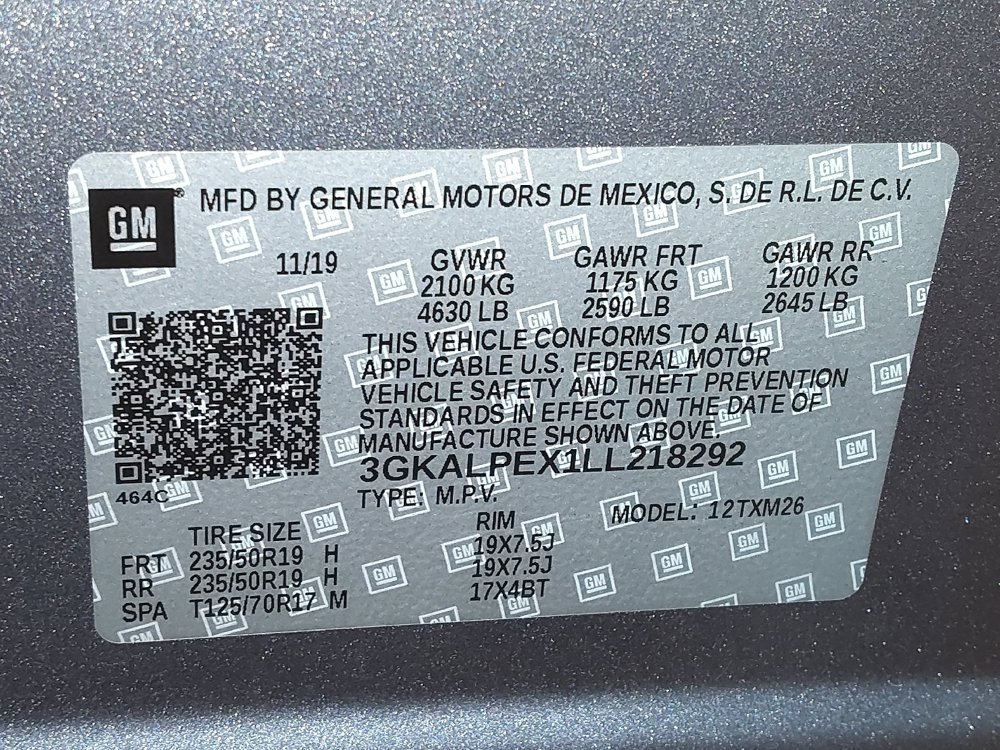 GM® MFD BY GENERAL MOTORS DE MEXICO, S. DE R.L. DE C.V.
11/19 GVWR GAWR FRT GAWR RR
2100 KG 1175 KG 1200 KG
4630 LB 2590 LB 2645 LB
THIS VEHICLE CONFORMS TO ALL
APPLICABLE U.S. FEDERAL MOTOR
VEHICLE SAFETY AND THEFT PREVENTION
STANDARDS IN EFFECT ON THE DATE OF
MANUFACTURE SHOWN ABOVE.
3GKALPEX1LL218292
464C TYPE: M.P.V.
MODEL: 12TXM26
TIRE SIZE RIM
FRT 235/50R19 H 19X7.5J
RR 235/50R19 H 19X7.5J
SPA T125/70R17 M 17X4BT